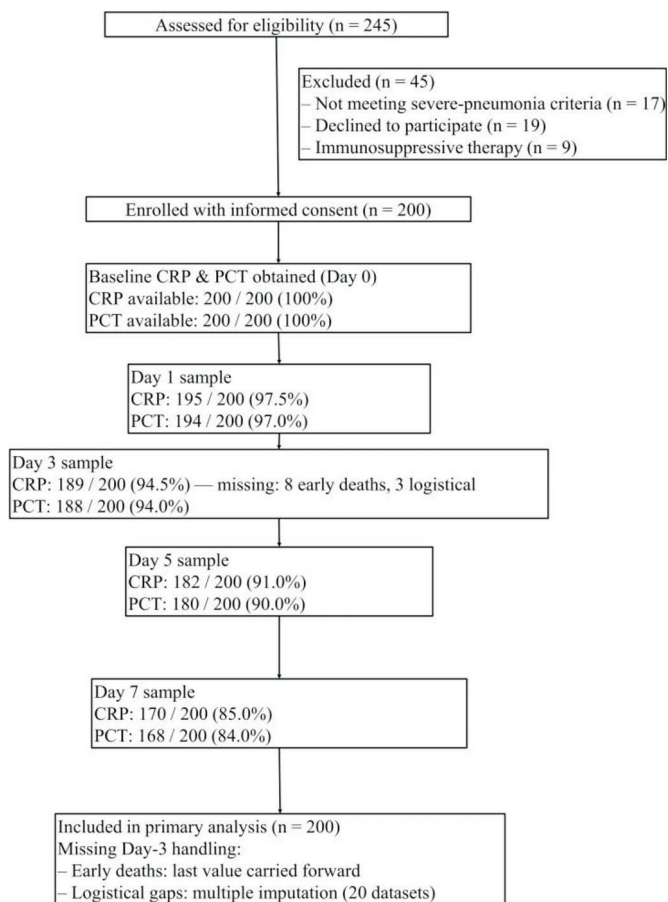 Assessed for eligibility (n = 245)
Excluded (n = 45)
– Not meeting severe-pneumonia criteria (n = 17)
– Declined to participate (n = 19)
– Immunosuppressive therapy (n = 9)
Enrolled with informed consent (n = 200)
Baseline CRP & PCT obtained (Day 0)
CRP available: 200 / 200 (100%)
PCT available: 200 / 200 (100%)
Day 1 sample
CRP: 195 / 200 (97.5%)
PCT: 194 / 200 (97.0%)
Day 3 sample
CRP: 189 / 200 (94.5%) — missing: 8 early deaths, 3 logistical
PCT: 188 / 200 (94.0%)
Day 5 sample
CRP: 182 / 200 (91.0%)
PCT: 180 / 200 (90.0%)
Day 7 sample
CRP: 170 / 200 (85.0%)
PCT: 168 / 200 (84.0%)
Included in primary analysis (n = 200)
Missing Day-3 handling:
– Early deaths: last value carried forward
– Logistical gaps: multiple imputation (20 datasets)